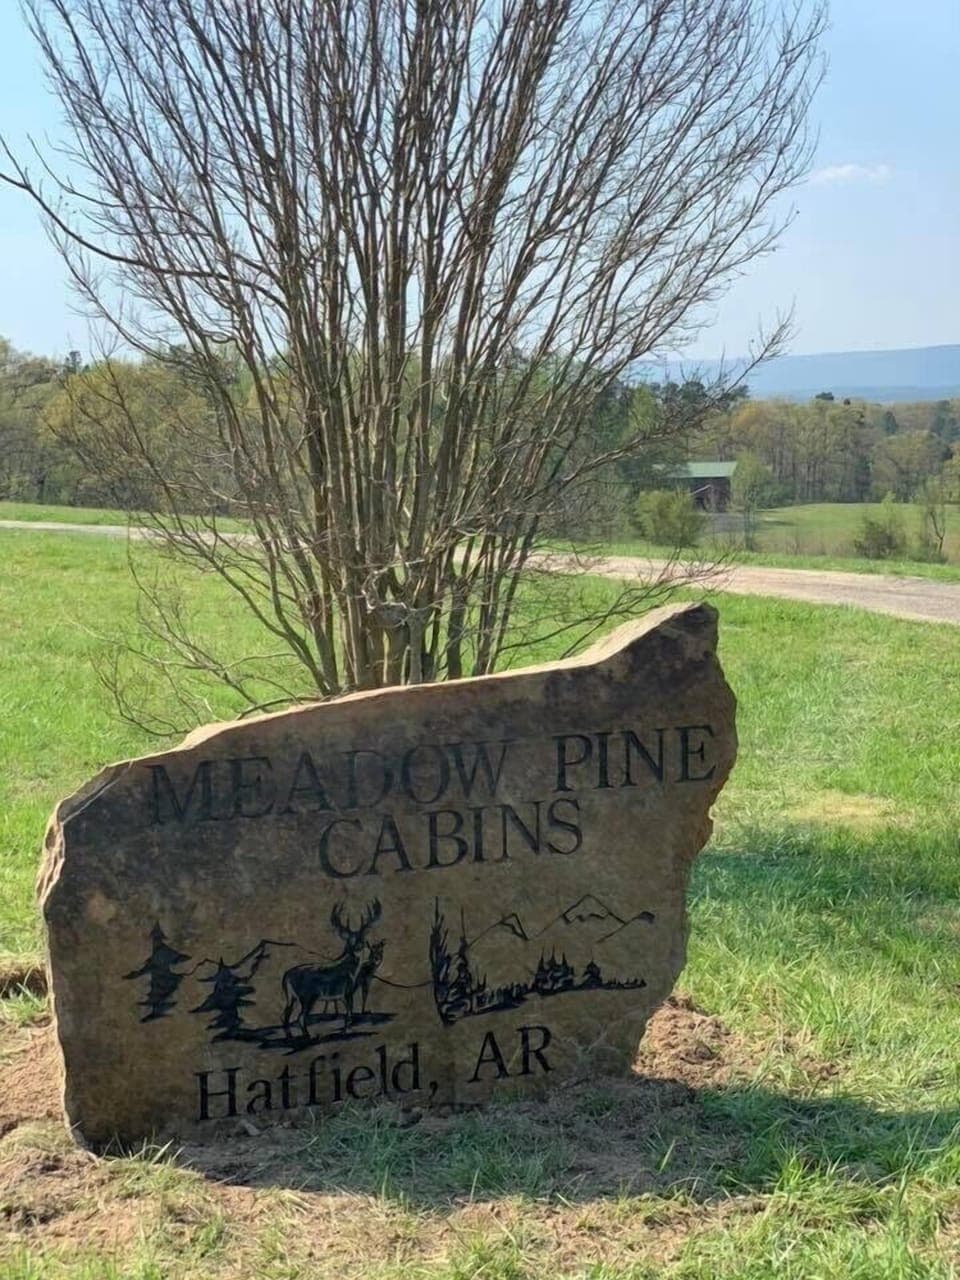 MEADOW PINE
CABINS
Hatfield, AR